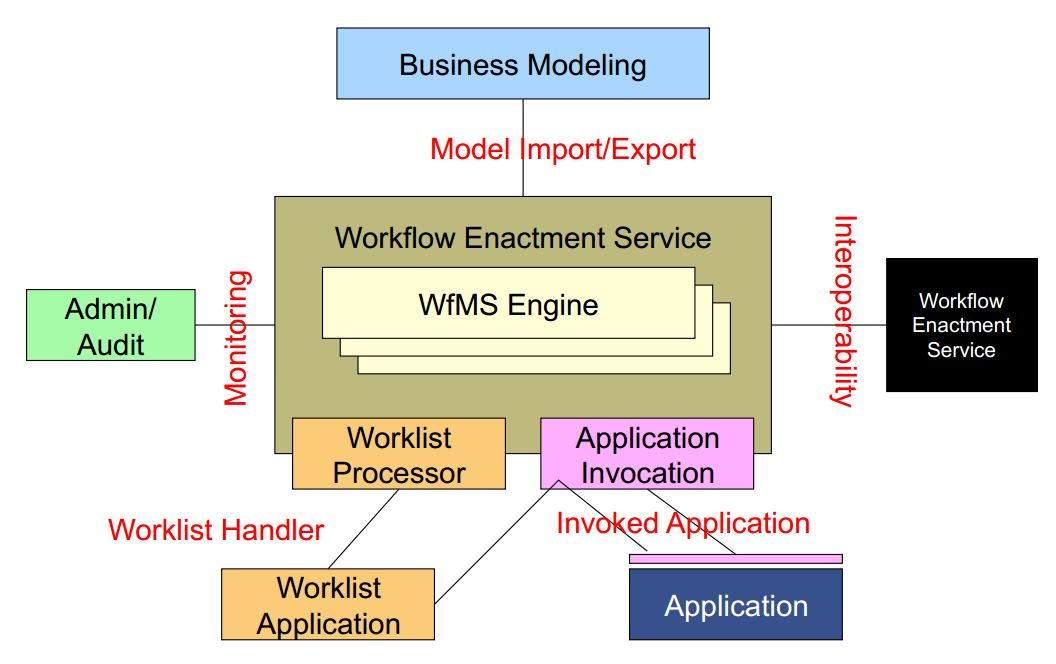 Business Modeling
Model Import/Export
Workflow Enactment Service
WfMS Engine
Admin/
Audit
Monitoring
Interoperability
Workflow
Enactment
Service
Worklist
Processor
Application
Invocation
Worklist Handler
Invoked Application
Worklist
Application
Application